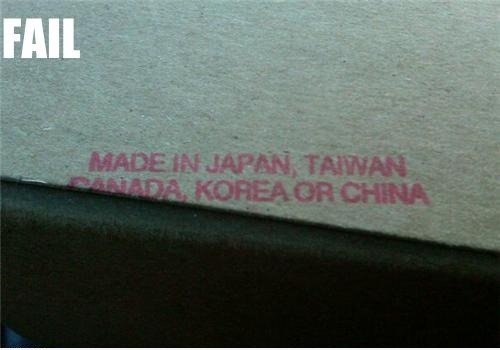 FAIL
MADE IN JAPAN, TAIWAN
CANADA, KOREA OR CHINA